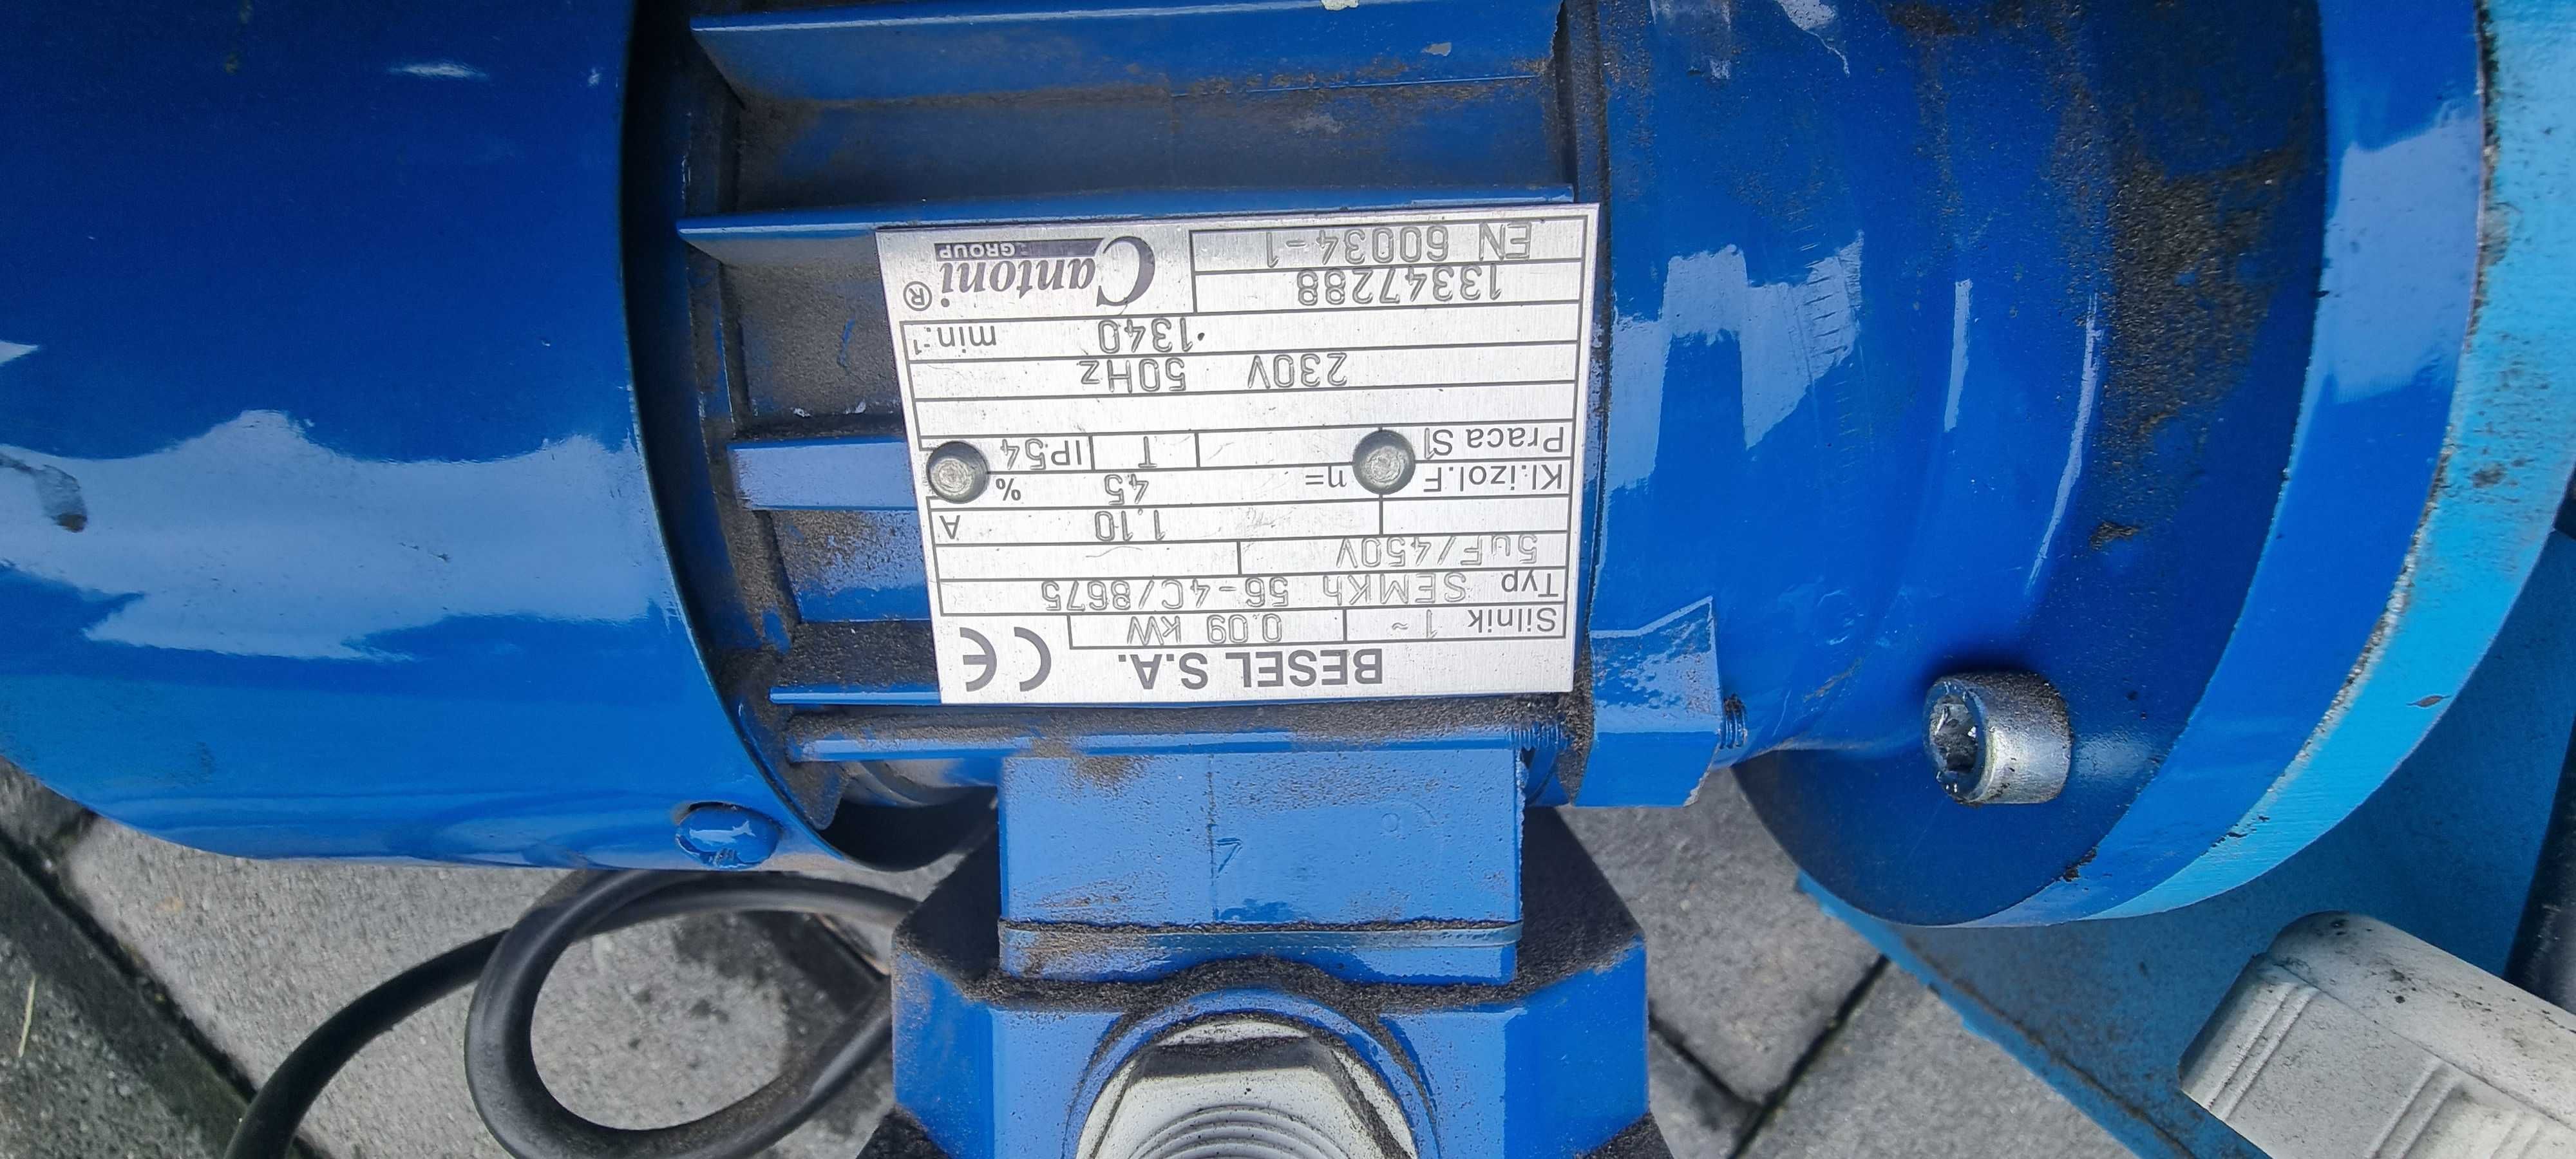 BESEL S.A. CE
Silnik 1 ~ 0.09 kW
Typ SEMKh 56-4C/8675
5uF/450V
1.10 A
Kl.izol.F η= 45 %
Praca S1 T IP54
230V 50Hz
1340 min⁻¹
13347288
EN 60034-1
Cantoni®
GROUP